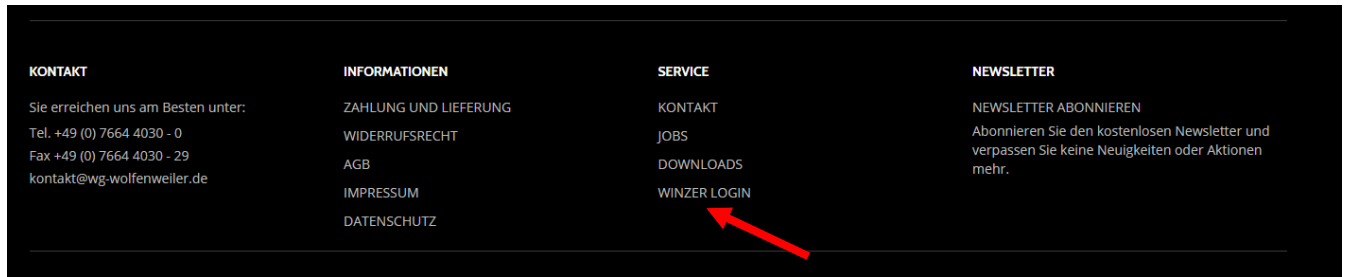 KONTAKT
Sie erreichen uns am Besten unter:
Tel. +49 (0) 7664 4030 - 0
Fax +49 (0) 7664 4030 - 29
kontakt@wg-wolfenweiler.de
INFORMATIONEN
ZAHLUNG UND LIEFERUNG
WIDERRUFSRECHT
AGB
IMPRESSUM
DATENSCHUTZ
SERVICE
KONTAKT
JOBS
DOWNLOADS
WINZER LOGIN
NEWSLETTER
NEWSLETTER ABONNIEREN
Abonnieren Sie den kostenlosen Newsletter und
verpassen Sie keine Neuigkeiten oder Aktionen
mehr.